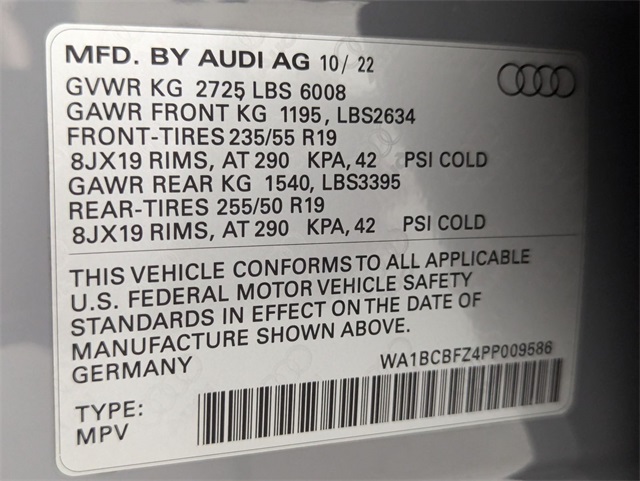 MFD. BY AUDI AG 10/ 22
GVWR KG 2725 LBS 6008
GAWR FRONT KG 1195, LBS2634
FRONT-TIRES 235/55 R19
8JX19 RIMS, AT 290 KPA, 42 PSI COLD
GAWR REAR KG 1540, LBS3395
REAR-TIRES 255/50 R19
8JX19 RIMS, AT 290 KPA, 42 PSI COLD
THIS VEHICLE CONFORMS TO ALL APPLICABLE
U.S. FEDERAL MOTOR VEHICLE SAFETY
STANDARDS IN EFFECT ON THE DATE OF
MANUFACTURE SHOWN ABOVE.
GERMANY
WA1BCBFZ4PP009586
TYPE:
MPV